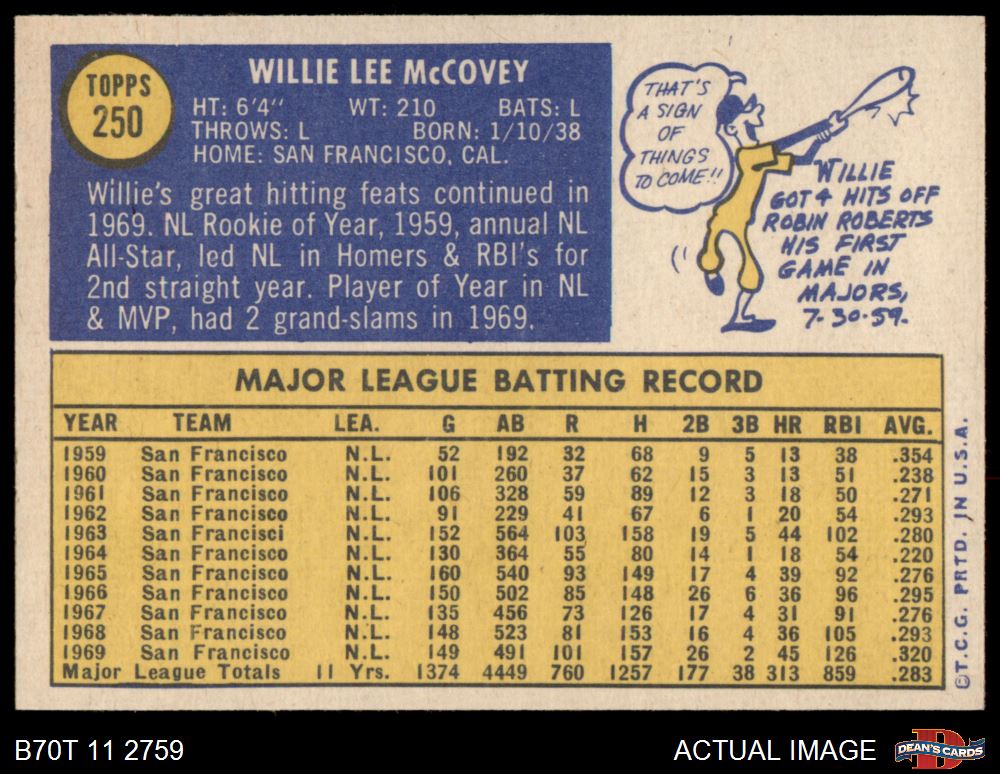 TOPPS
250
WILLIE LEE McCOVEY
HT: 6'4" WT: 210 BATS: L
THROWS: L BORN: 1/10/38
HOME: SAN FRANCISCO, CAL.
Willie's great hitting feats continued in
1969. NL Rookie of Year, 1959, annual NL
All-Star, led NL in Homers & RBI's for
2nd straight year. Player of Year in NL
& MVP, had 2 grand-slams in 1969.
THAT'S
A SIGN
OF
THINGS
TO COME!!
WILLIE
GOT 4 HITS OFF
ROBIN ROBERTS
HIS FIRST
GAME IN
MAJORS,
7-30-59.
MAJOR LEAGUE BATTING RECORD
YEAR TEAM LEA. G AB R H 2B 3B HR RBI AVG.
1959 San Francisco N.L. 52 192 32 68 9 5 13 38 .354
1960 San Francisco N.L. 101 260 37 62 15 3 13 51 .238
1961 San Francisco N.L. 106 328 59 89 12 3 18 50 .271
1962 San Francisco N.L. 91 229 41 67 6 1 20 54 .293
1963 San Francisci N.L. 152 564 103 158 19 5 44 102 .280
1964 San Francisco N.L. 130 364 55 80 14 1 18 54 .220
1965 San Francisco N.L. 160 540 93 149 17 4 39 92 .276
1966 San Francisco N.L. 150 502 85 148 26 6 36 96 .295
1967 San Francisco N.L. 135 456 73 126 17 4 31 91 .276
1968 San Francisco N.L. 148 523 81 153 16 4 36 105 .293
1969 San Francisco N.L. 149 491 101 157 26 2 45 126 .320
Major League Totals 11 Yrs. 1374 4449 760 1257 177 38 313 859 .283
©T.C.G. PRTD. IN U.S.A.
B70T 11 2759
ACTUAL IMAGE
D
DEAN'S CARDS